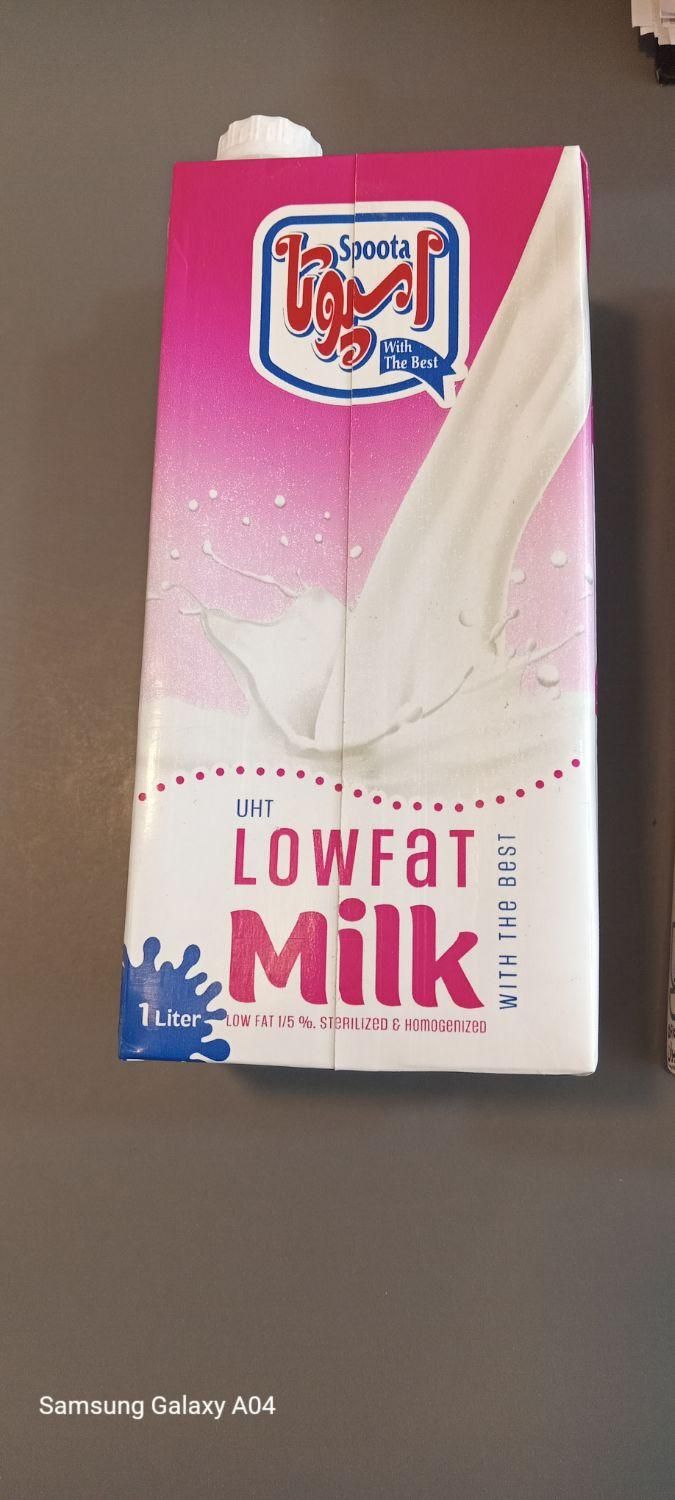 Spoota
اسپوتا
With
The Best
UHT
LOWFaT
Milk
WITH THE BEST
1 Liter
LOW FAT 1/5 %. STERILIZED & HOMOGENIZED
Samsung Galaxy A04